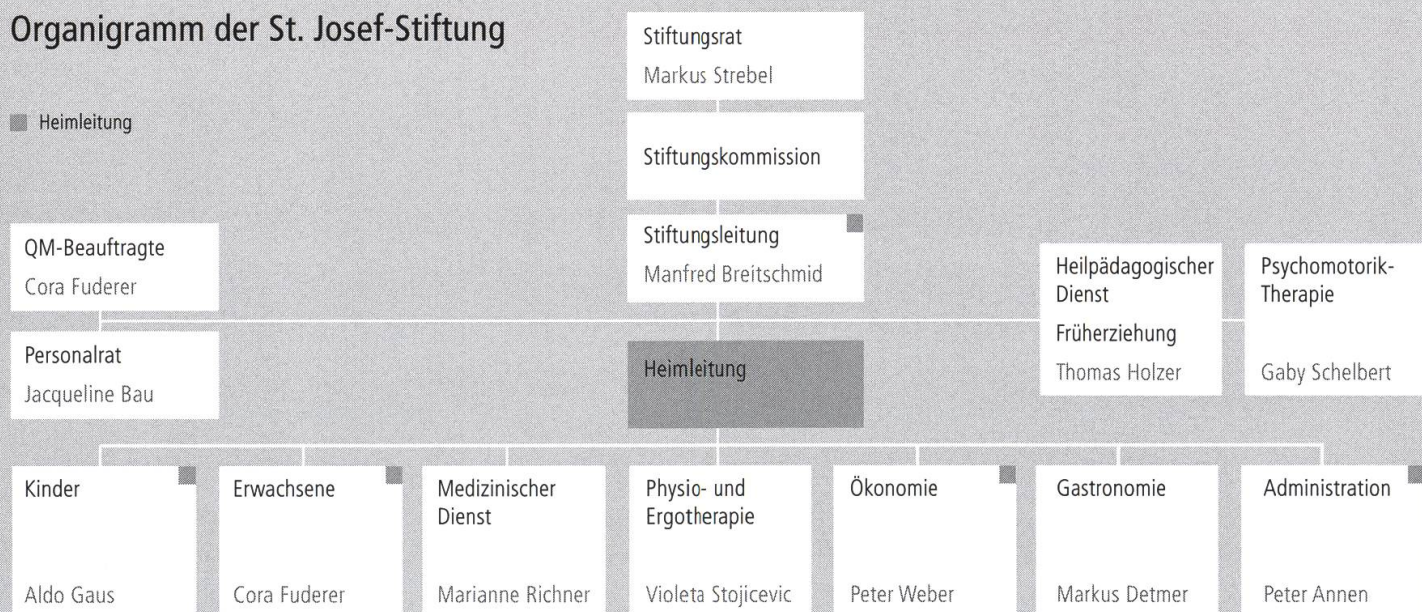 Organigramm der St. Josef-Stiftung
Heimleitung
Stiftungsrat
Markus Strebel
Stiftungskommission
Stiftungsleitung
Manfred Breitschmid
QM-Beauftragte
Cora Fuderer
Personalrat
Jacqueline Bau
Heimleitung
Heilpädagogischer
Dienst
Früherziehung
Thomas Holzer
Psychomotorik-
Therapie
Gaby Schelbert
Kinder
Aldo Gaus
Erwachsene
Cora Fuderer
Medizinischer
Dienst
Marianne Richner
Physio- und
Ergotherapie
Violeta Stojicevic
Ökonomie
Peter Weber
Gastronomie
Markus Detmer
Administration
Peter Annen